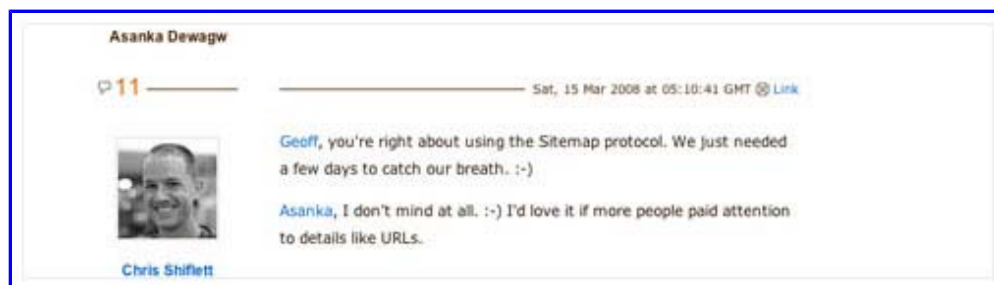 Asanka Dewagw
11
Sat, 15 Mar 2008 at 05:10:41 GMT Link
Geoff, you're right about using the Sitemap protocol. We just needed
a few days to catch our breath. :-)
Asanka, I don't mind at all. :-) I'd love it if more people paid attention
to details like URLs.
Chris Shiflett